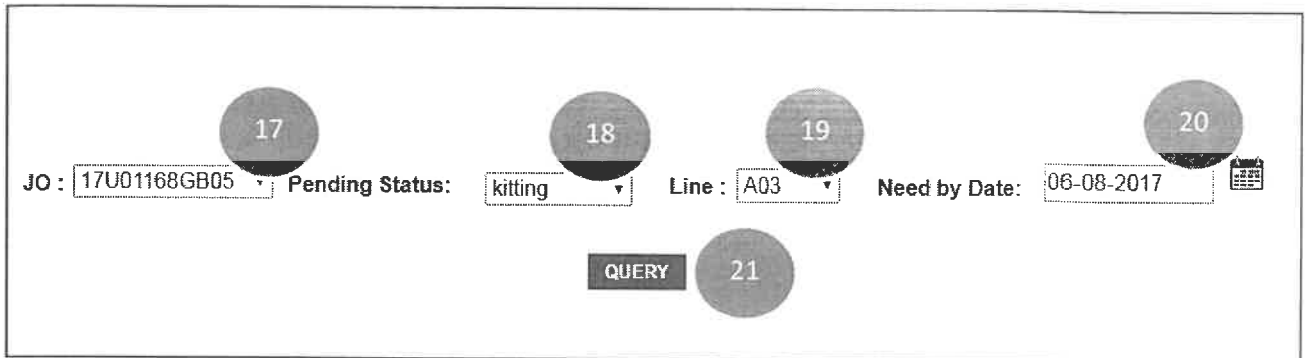 17 18 19 20
JO : 17U01168GB05 Pending Status: kitting Line : A03 Need by Date: 06-08-2017
QUERY 21